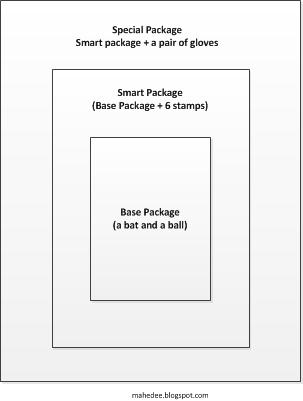 Special Package
Smart package + a pair of gloves
Smart Package
(Base Package + 6 stamps)
Base Package
(a bat and a ball)
mahedee.blogspot.com